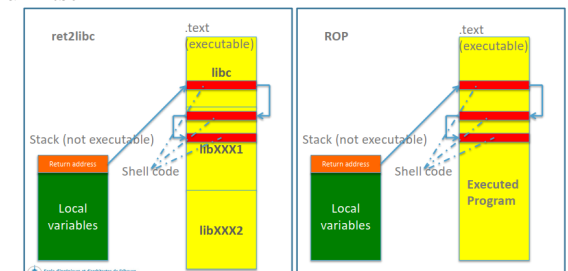 ret2libc
.text
(executable)
libc
Stack (not executable)
Return address
libXXX1
Shell code
Local
variables
libXXX2
ROP
.text
(executable)
Stack (not executable)
Return address
Shell code
Local
variables
Executed
Program